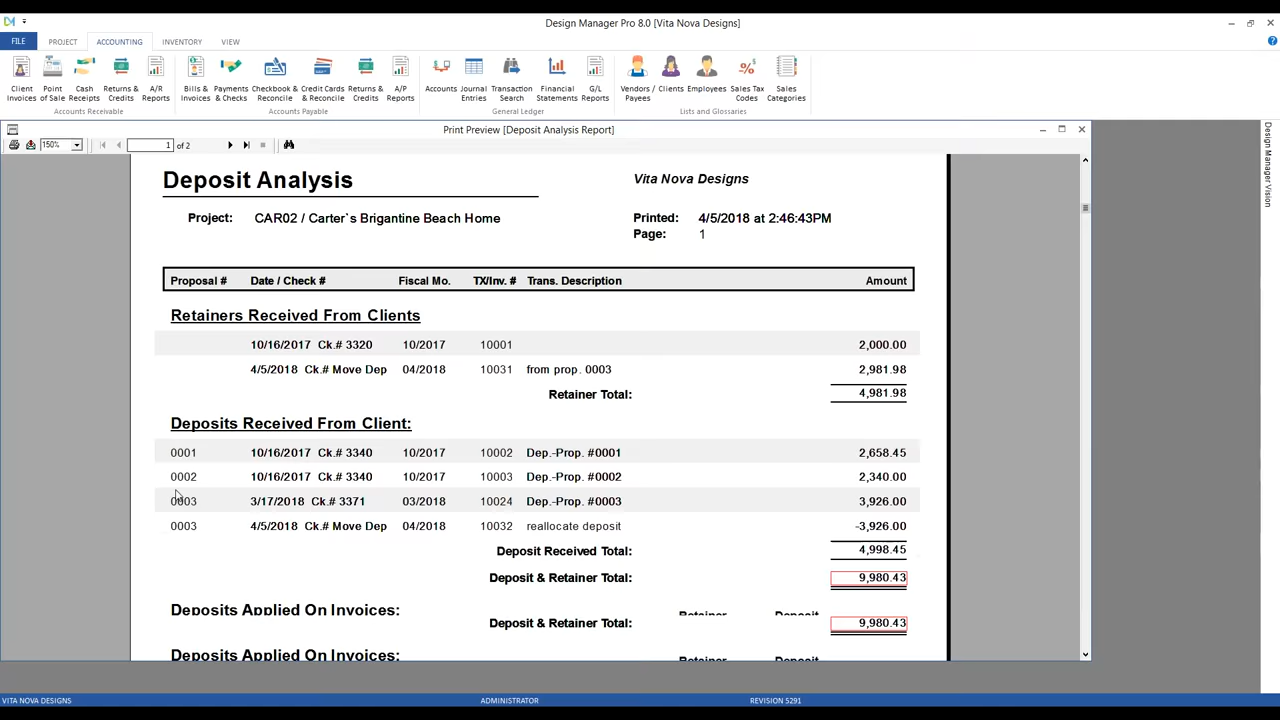 Design Manager Pro 8.0 [Vita Nova Designs]
FILE PROJECT ACCOUNTING INVENTORY VIEW
Client Invoices Point of Sale Cash Receipts Returns & Credits A/R Reports Bills & Invoices Payments & Checks Checkbook & Reconcile Credit Cards & Reconcile Returns & Credits A/P Reports Accounts Journal Entries Transaction Search Financial Statements G/L Reports Vendors / Payees Clients Employees Sales Tax Codes Sales Categories
Accounts Receivable Accounts Payable General Ledger Lists and Glossaries
Print Preview [Deposit Analysis Report]
150% 1 of 2
Design Manager Vision
Deposit Analysis Vita Nova Designs
Project: CAR02 / Carter`s Brigantine Beach Home Printed: 4/5/2018 at 2:46:43PM
Page: 1
Proposal # Date / Check # Fiscal Mo. TX/Inv. # Trans. Description Amount
Retainers Received From Clients
10/16/2017 Ck.# 3320 10/2017 10001 2,000.00
4/5/2018 Ck.# Move Dep 04/2018 10031 from prop. 0003 2,981.98
Retainer Total: 4,981.98
Deposits Received From Client:
0001 10/16/2017 Ck.# 3340 10/2017 10002 Dep.-Prop. #0001 2,658.45
0002 10/16/2017 Ck.# 3340 10/2017 10003 Dep.-Prop. #0002 2,340.00
0003 3/17/2018 Ck.# 3371 03/2018 10024 Dep.-Prop. #0003 3,926.00
0003 4/5/2018 Ck.# Move Dep 04/2018 10032 reallocate deposit -3,926.00
Deposit Received Total: 4,998.45
Deposit & Retainer Total: 9,980.43
Deposits Applied On Invoices: Retainer Deposit
Deposit & Retainer Total: 9,980.43
Deposits Applied On Invoices: Retainer Deposit
VITA NOVA DESIGNS ADMINISTRATOR REVISION 5291